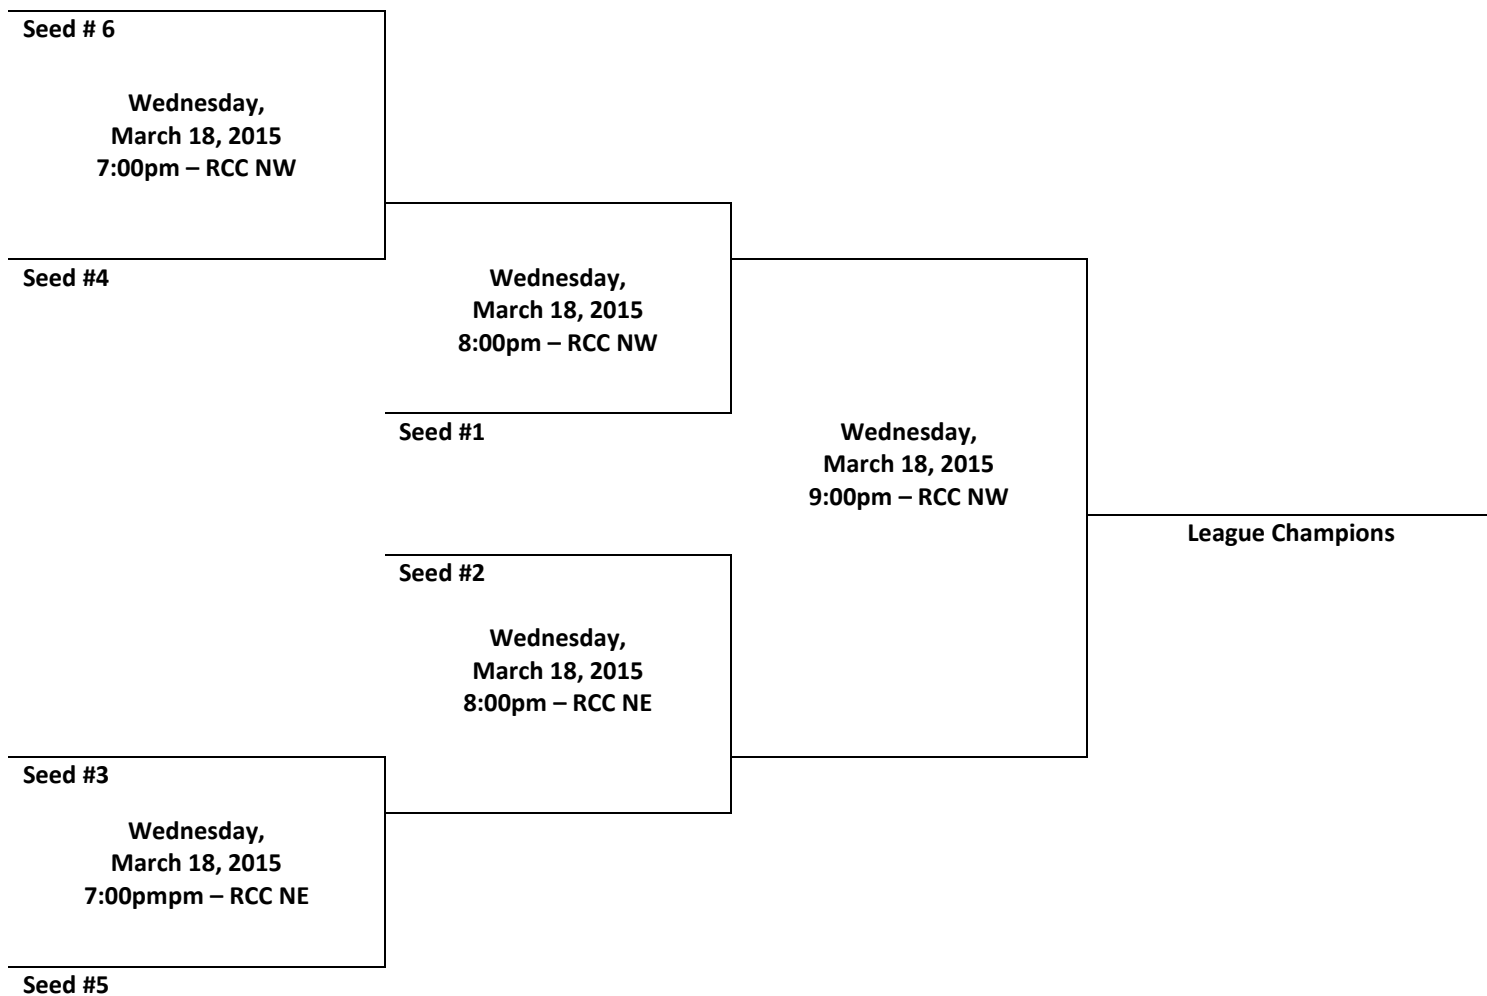 Seed # 6
Wednesday,
March 18, 2015
7:00pm – RCC NW
Seed #4
Wednesday,
March 18, 2015
8:00pm – RCC NW
Seed #1
Wednesday,
March 18, 2015
9:00pm – RCC NW
League Champions
Seed #2
Wednesday,
March 18, 2015
8:00pm – RCC NE
Seed #3
Wednesday,
March 18, 2015
7:00pmpm – RCC NE
Seed #5